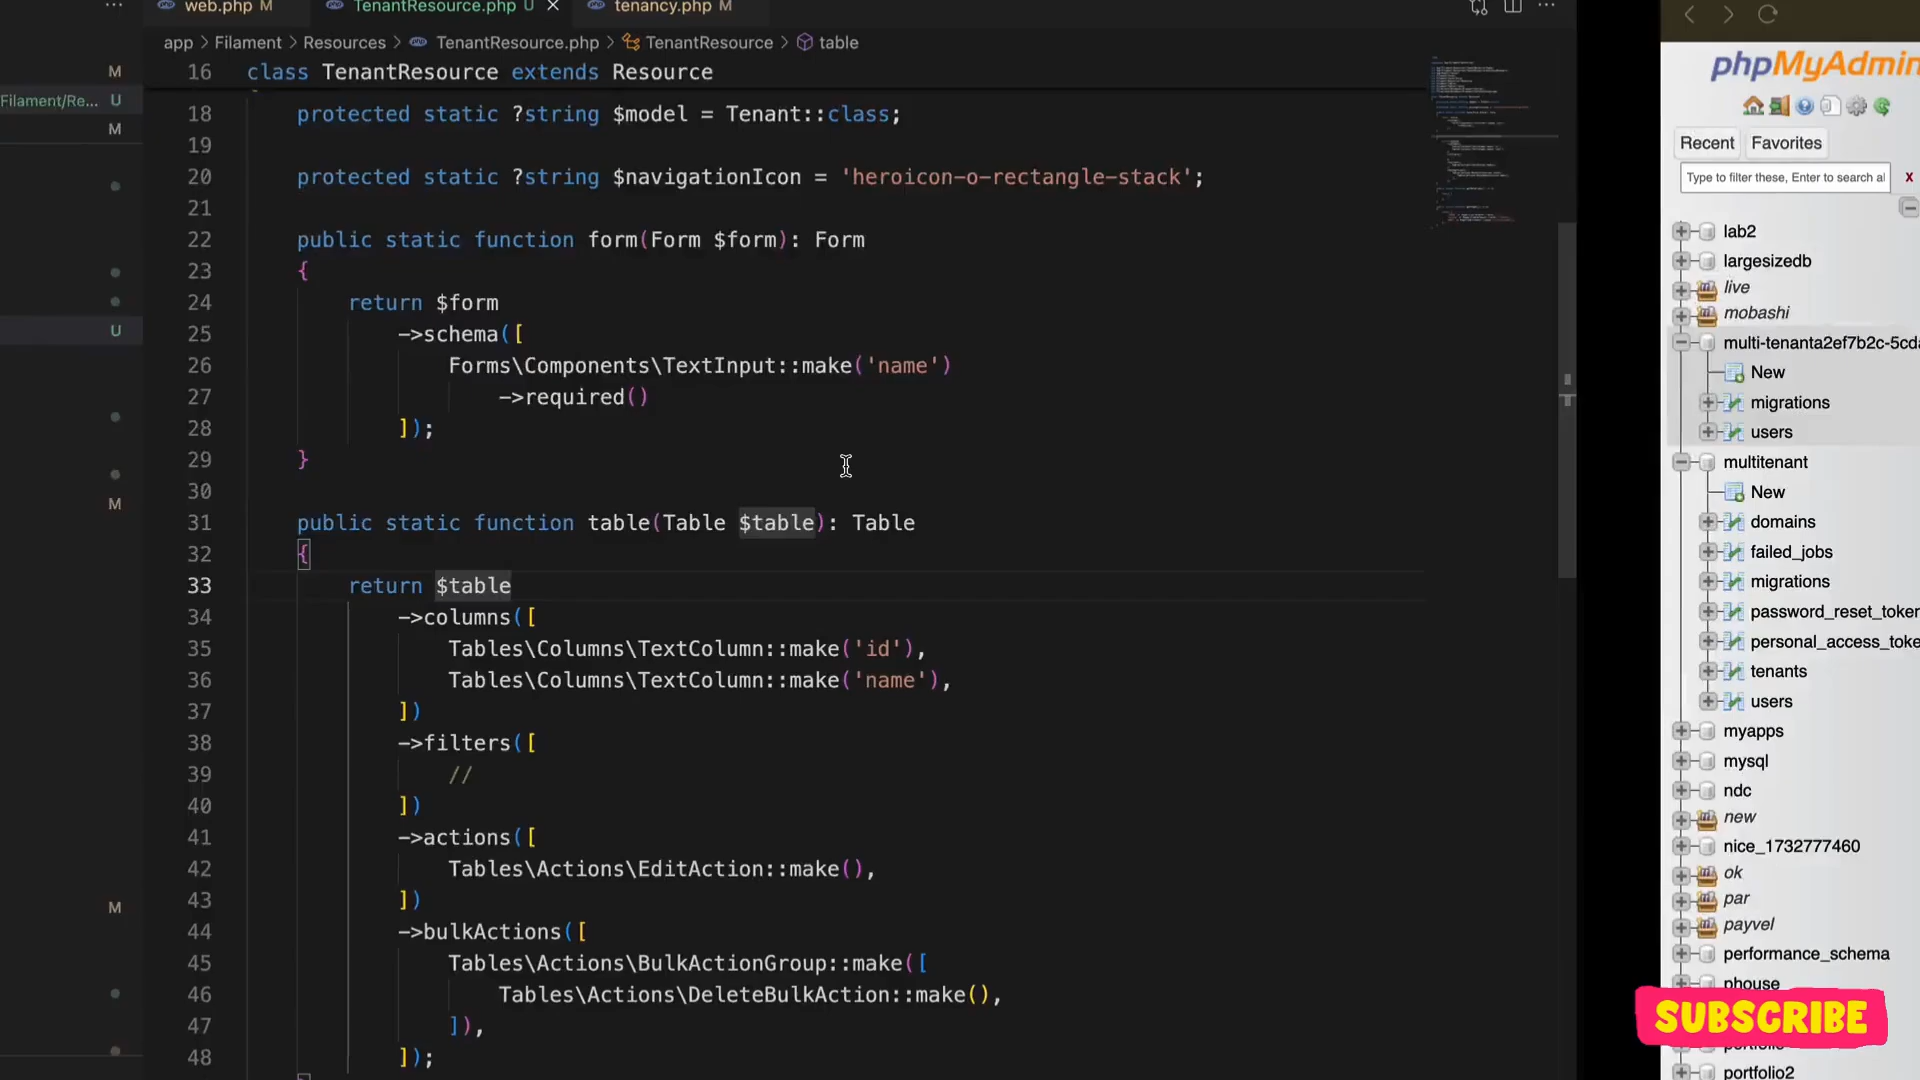 web.php M
TenantResource.php U
tenancy.php M
app > Filament > Resources > TenantResource.php > TenantResource > table
M
Filament/Re... U
M
U
M
M
16 class TenantResource extends Resource
18 protected static ?string $model = Tenant::class;
19
20 protected static ?string $navigationIcon = 'heroicon-o-rectangle-stack';
21
22 public static function form(Form $form): Form
23 {
24 return $form
25 ->schema([
26 Forms\Components\TextInput::make('name')
27 ->required()
28 ]);
29 }
30
31 public static function table(Table $table): Table
32 {
33 return $table
34 ->columns([
35 Tables\Columns\TextColumn::make('id'),
36 Tables\Columns\TextColumn::make('name'),
37 ])
38 ->filters([
39 //
40 ])
41 ->actions([
42 Tables\Actions\EditAction::make(),
43 ])
44 ->bulkActions([
45 Tables\Actions\BulkActionGroup::make([
46 Tables\Actions\DeleteBulkAction::make(),
47 ]),
48 ]);
phpMyAdmin
Recent Favorites
Type to filter these, Enter to search al X
lab2
largesizedb
live
mobashi
multi-tenanta2ef7b2c-5cda
New
migrations
users
multitenant
New
domains
failed_jobs
migrations
password_reset_token
personal_access_toke
tenants
users
myapps
mysql
ndc
new
nice_1732777460
ok
par
payvel
performance_schema
phouse
SUBSCRIBE
portfolio2